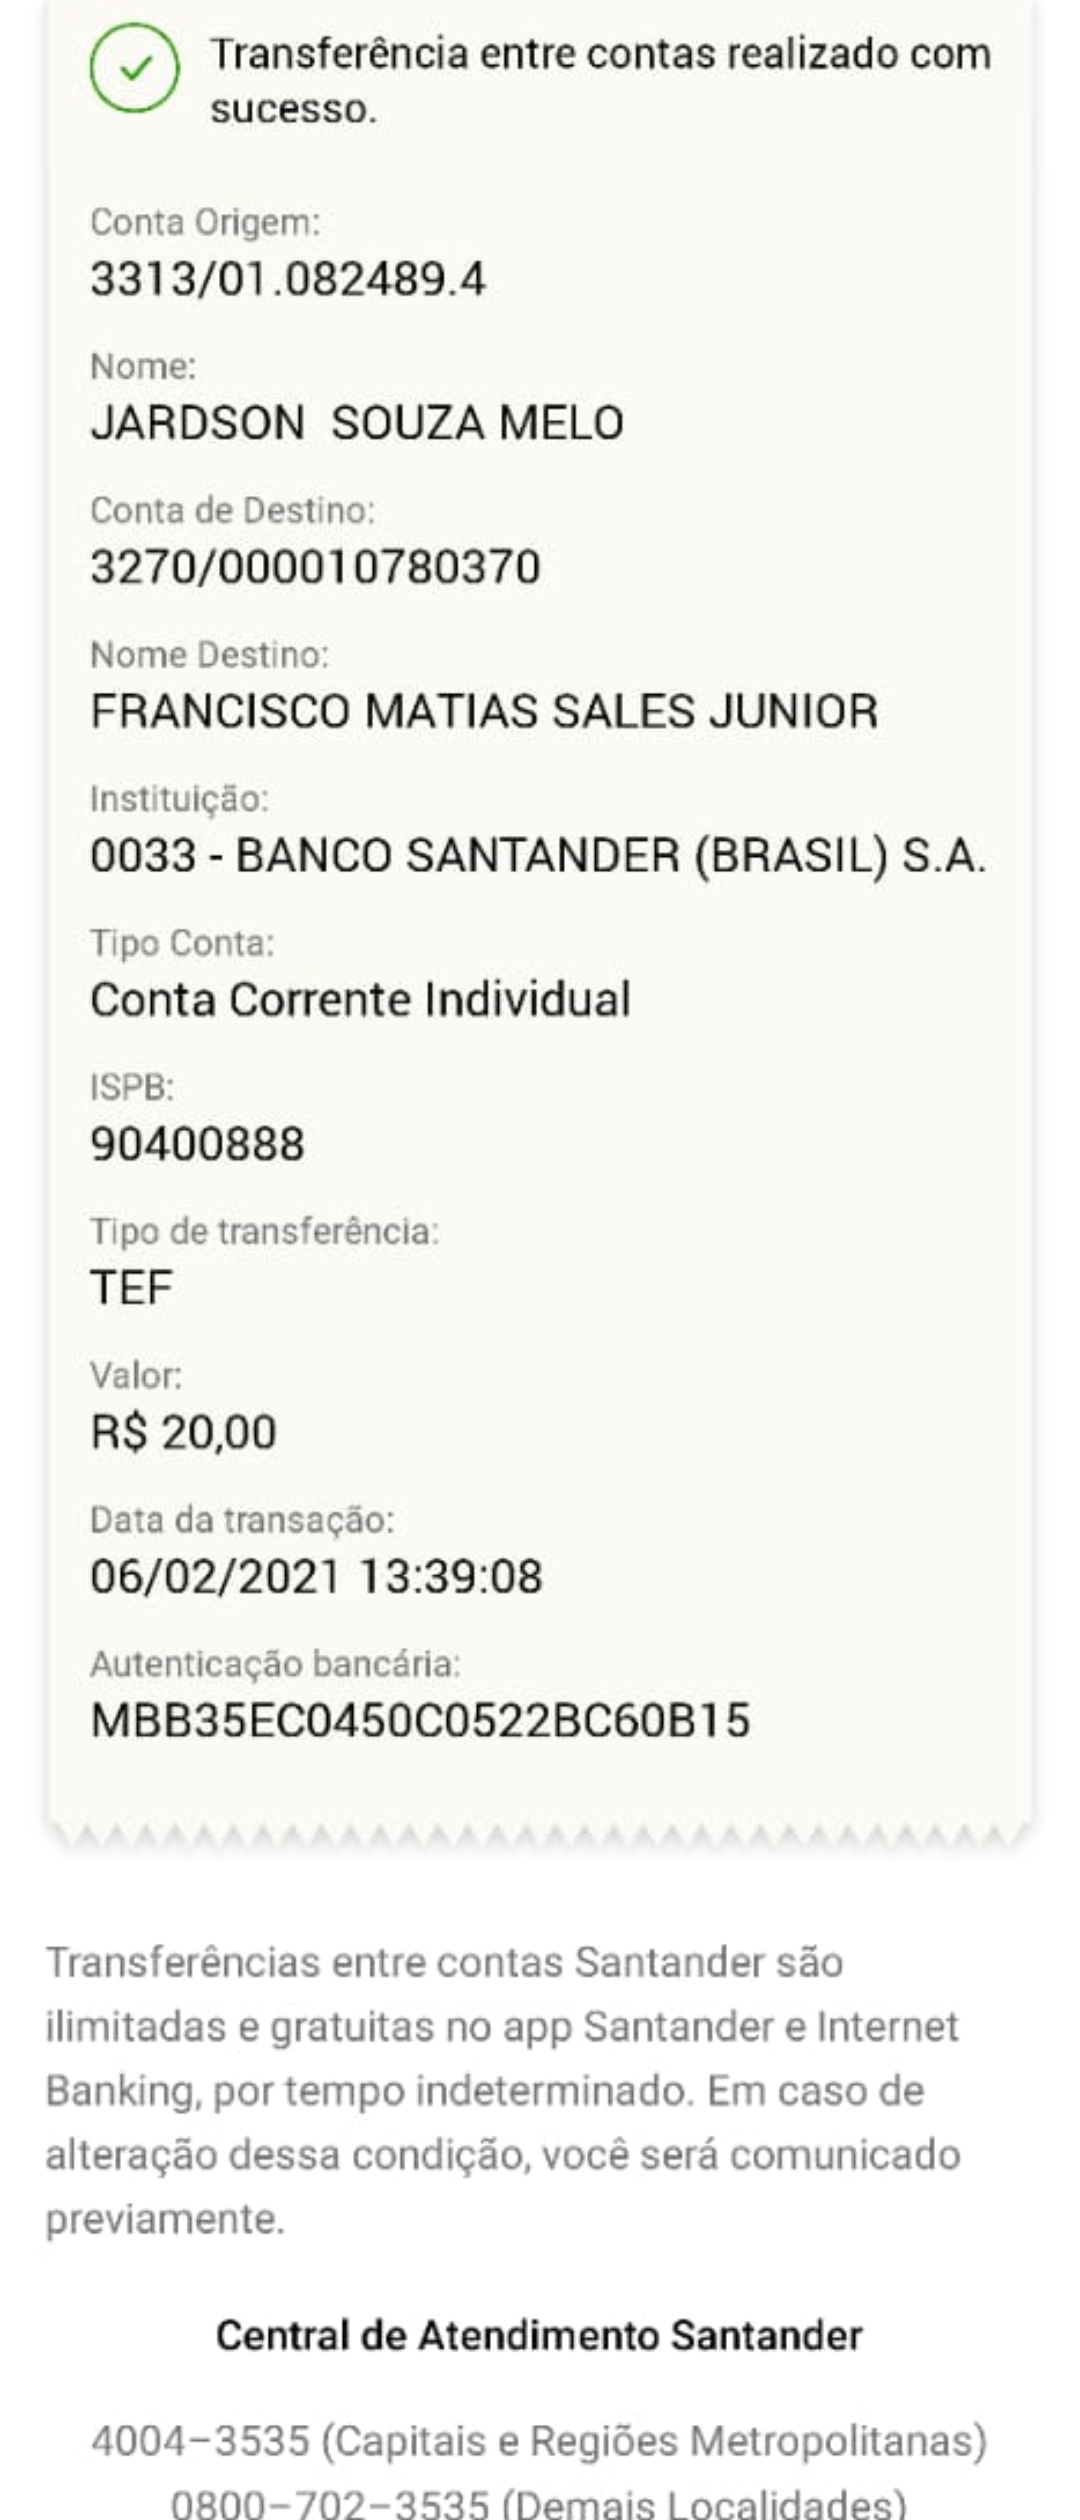 Transferência entre contas realizado com
sucesso.
Conta Origem:
3313/01.082489.4
Nome:
JARDSON  SOUZA MELO
Conta de Destino:
3270/000010780370
Nome Destino:
FRANCISCO MATIAS SALES JUNIOR
Instituição:
0033 - BANCO SANTANDER (BRASIL) S.A.
Tipo Conta:
Conta Corrente Individual
ISPB:
90400888
Tipo de transferência:
TEF
Valor:
R$ 20,00
Data da transação:
06/02/2021 13:39:08
Autenticação bancária:
MBB35EC0450C0522BC60B15
Transferências entre contas Santander são
ilimitadas e gratuitas no app Santander e Internet
Banking, por tempo indeterminado. Em caso de
alteração dessa condição, você será comunicado
previamente.
Central de Atendimento Santander
4004–3535 (Capitais e Regiões Metropolitanas)
0800–702–3535 (Demais Localidades)